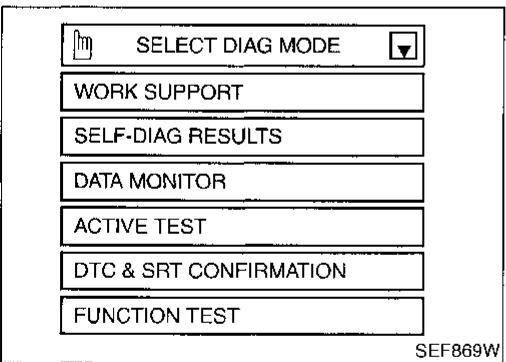 SELECT DIAG MODE
WORK SUPPORT
SELF-DIAG RESULTS
DATA MONITOR
ACTIVE TEST
DTC & SRT CONFIRMATION
FUNCTION TEST
SEF869W